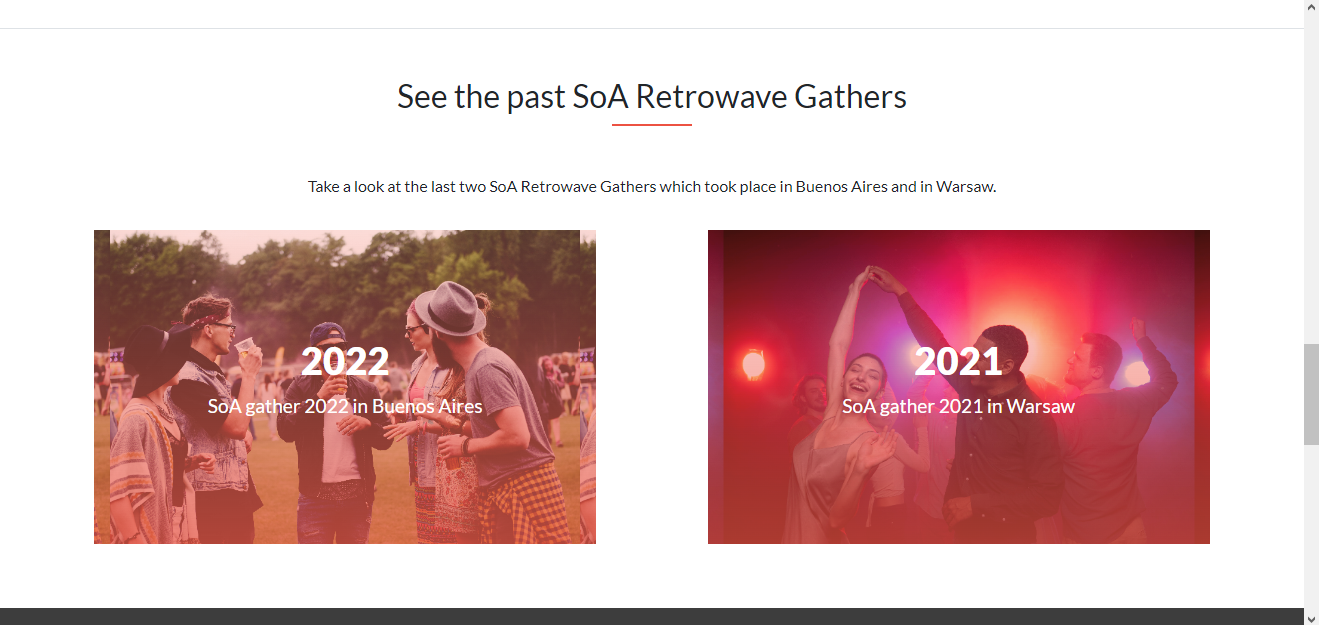 See the past SoA Retrowave Gathers
Take a look at the last two SoA Retrowave Gathers which took place in Buenos Aires and in Warsaw.
2022
SoA gather 2022 in Buenos Aires
2021
SoA gather 2021 in Warsaw